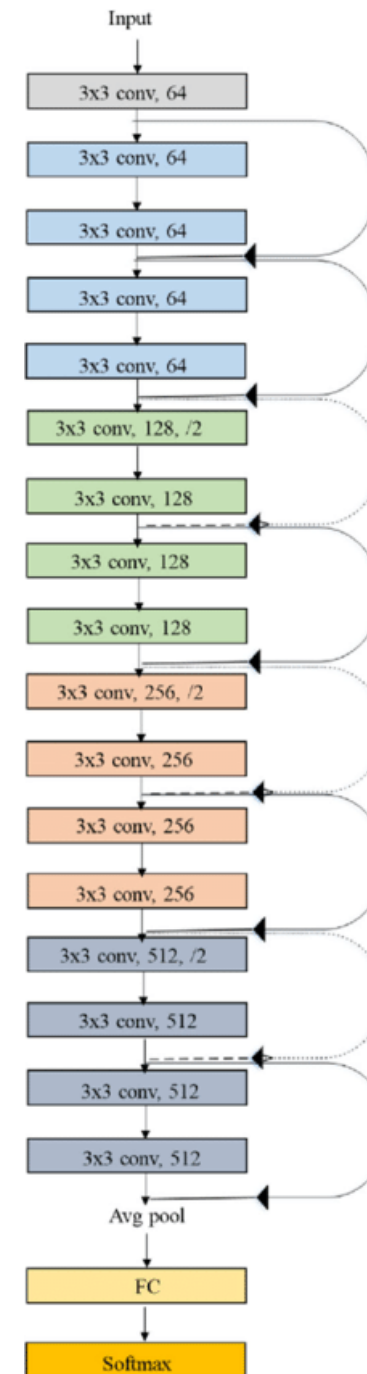 Input
3x3 conv, 64
3x3 conv, 64
3x3 conv, 64
3x3 conv, 64
3x3 conv, 64
3x3 conv, 128, /2
3x3 conv, 128
3x3 conv, 128
3x3 conv, 128
3x3 conv, 256, /2
3x3 conv, 256
3x3 conv, 256
3x3 conv, 256
3x3 conv, 512, /2
3x3 conv, 512
3x3 conv, 512
3x3 conv, 512
Avg pool
FC
Softmax